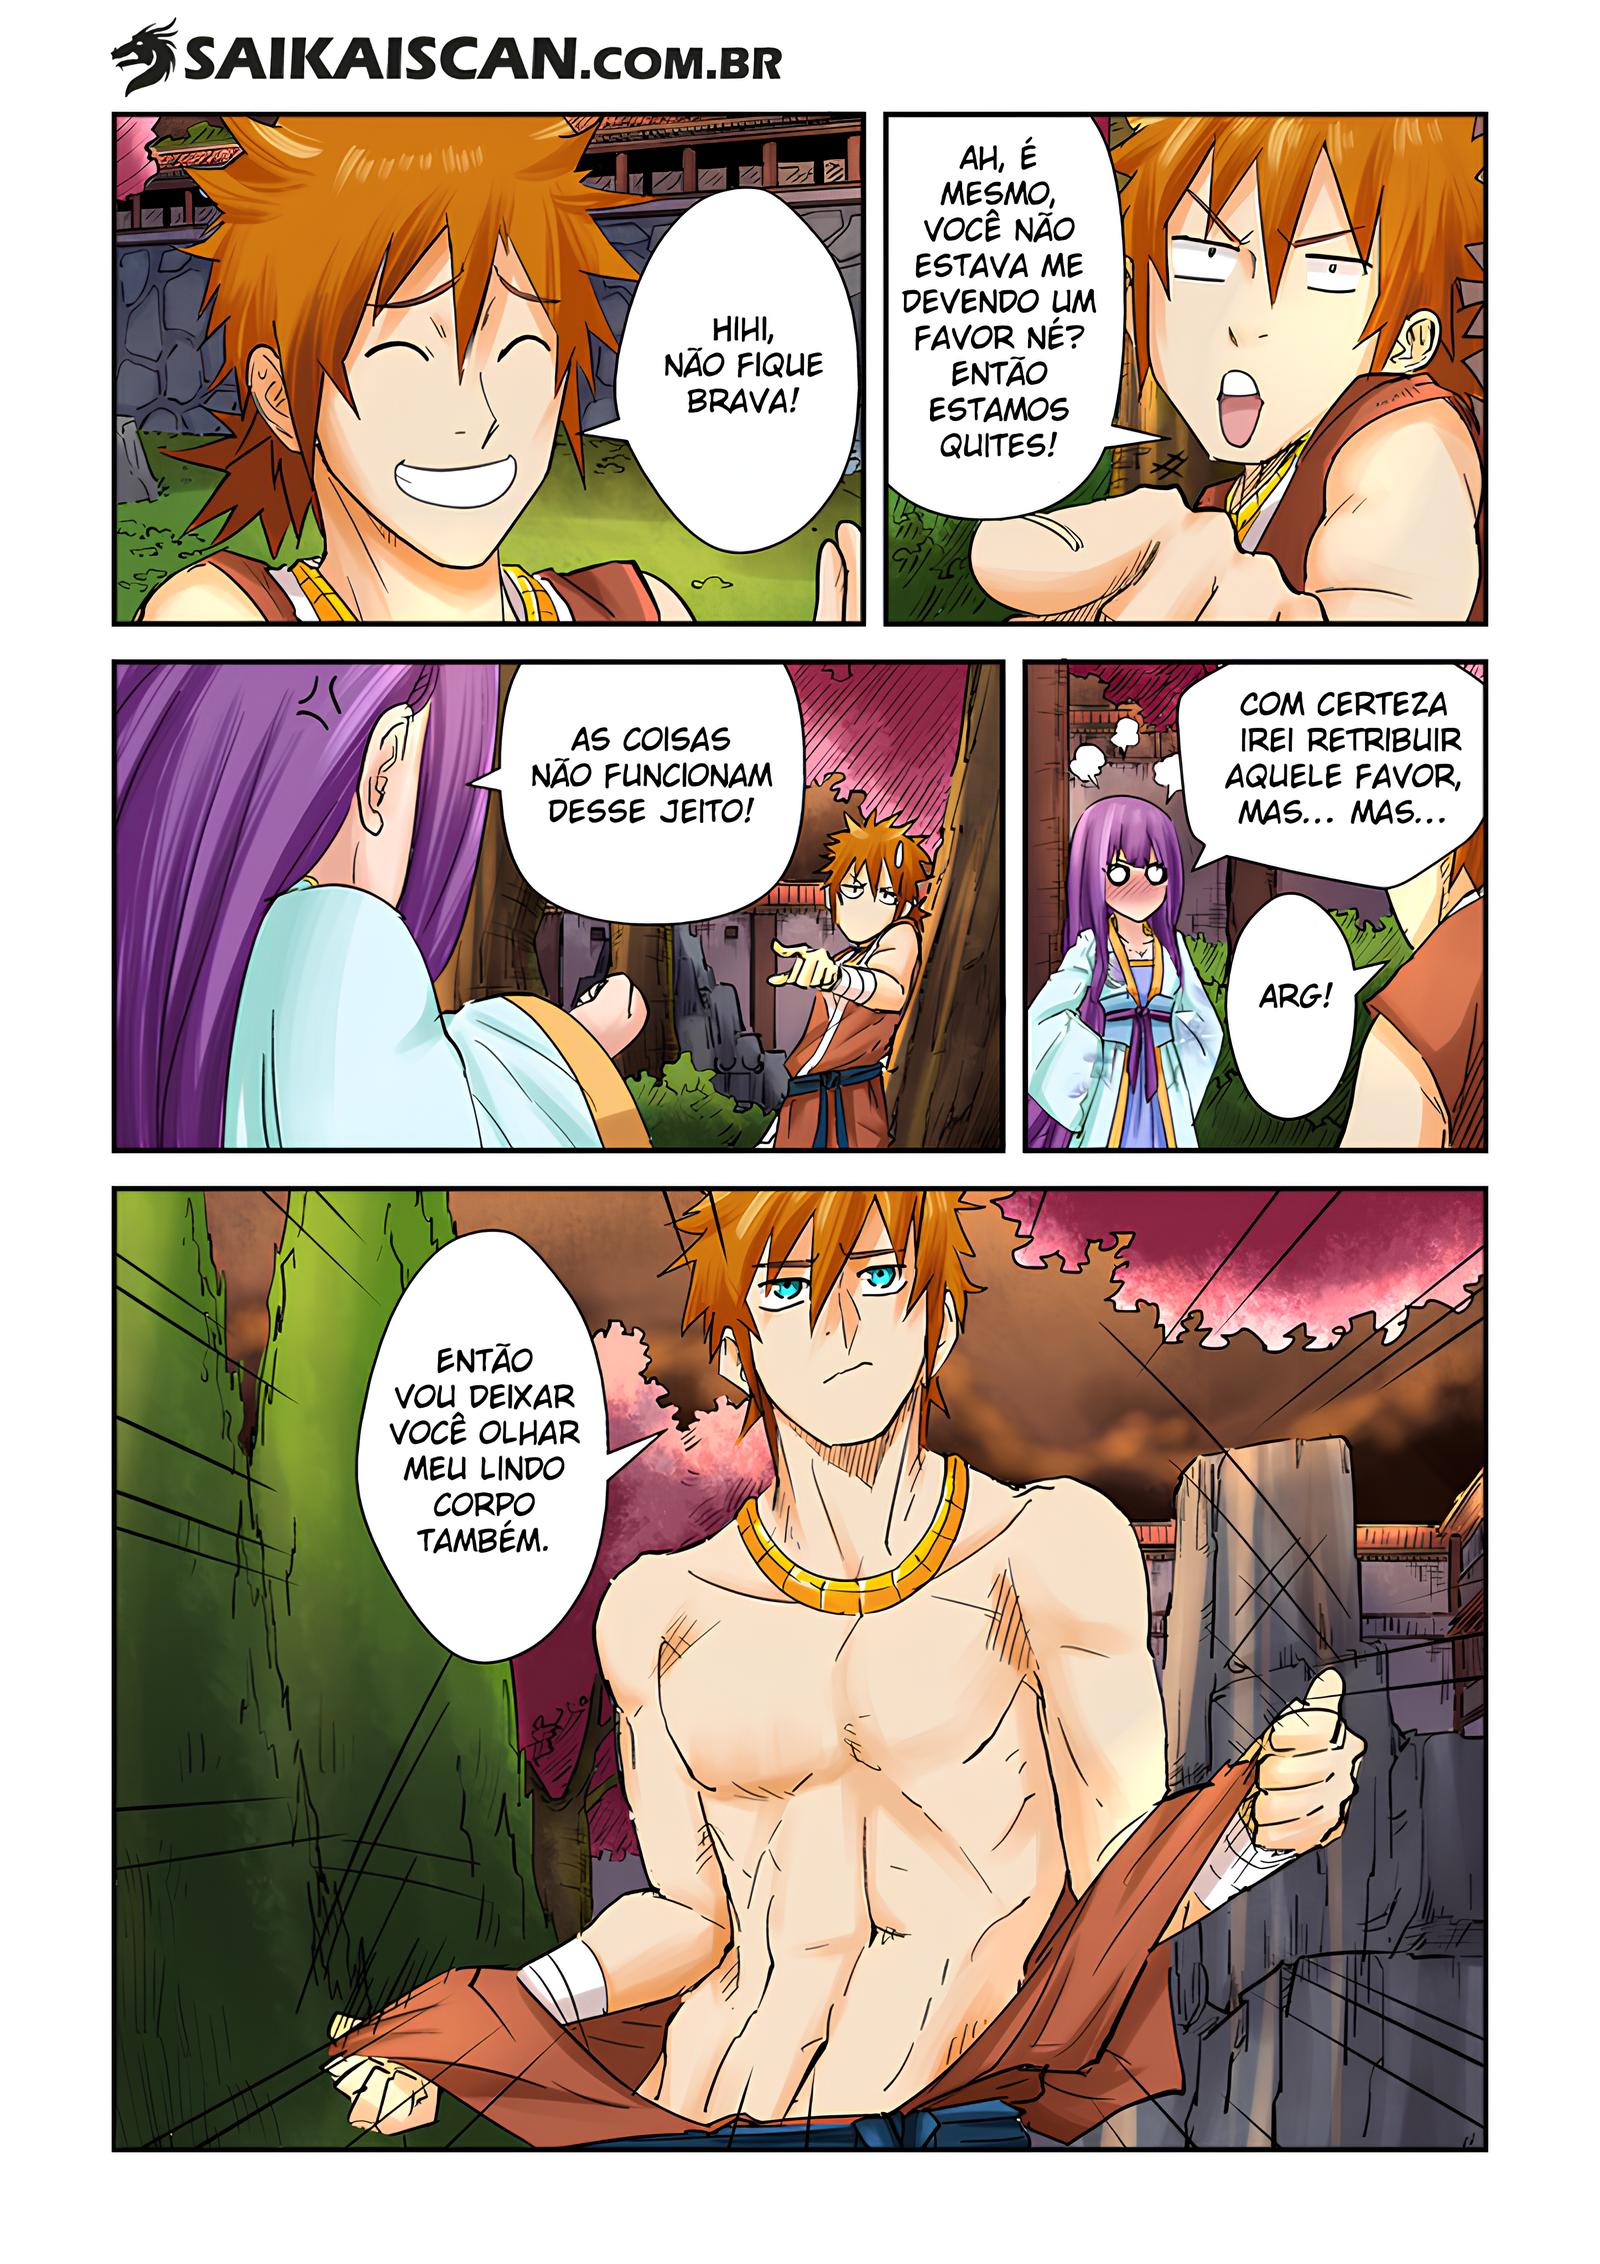 SAIKAISCAN.COM.BR
HIHI,
NÃO FIQUE
BRAVA!
AH, É
MESMO,
VOCÊ NÃO
ESTAVA ME
DEVENDO UM
FAVOR NÉ?
ENTÃO
ESTAMOS
QUITES!
AS COISAS
NÃO FUNCIONAM
DESSE JEITO!
COM CERTEZA
IREI RETRIBUIR
AQUELE FAVOR,
MAS... MAS...
ARG!
ENTÃO
VOU DEIXAR
VOCÊ OLHAR
MEU LINDO
CORPO
TAMBÉM.